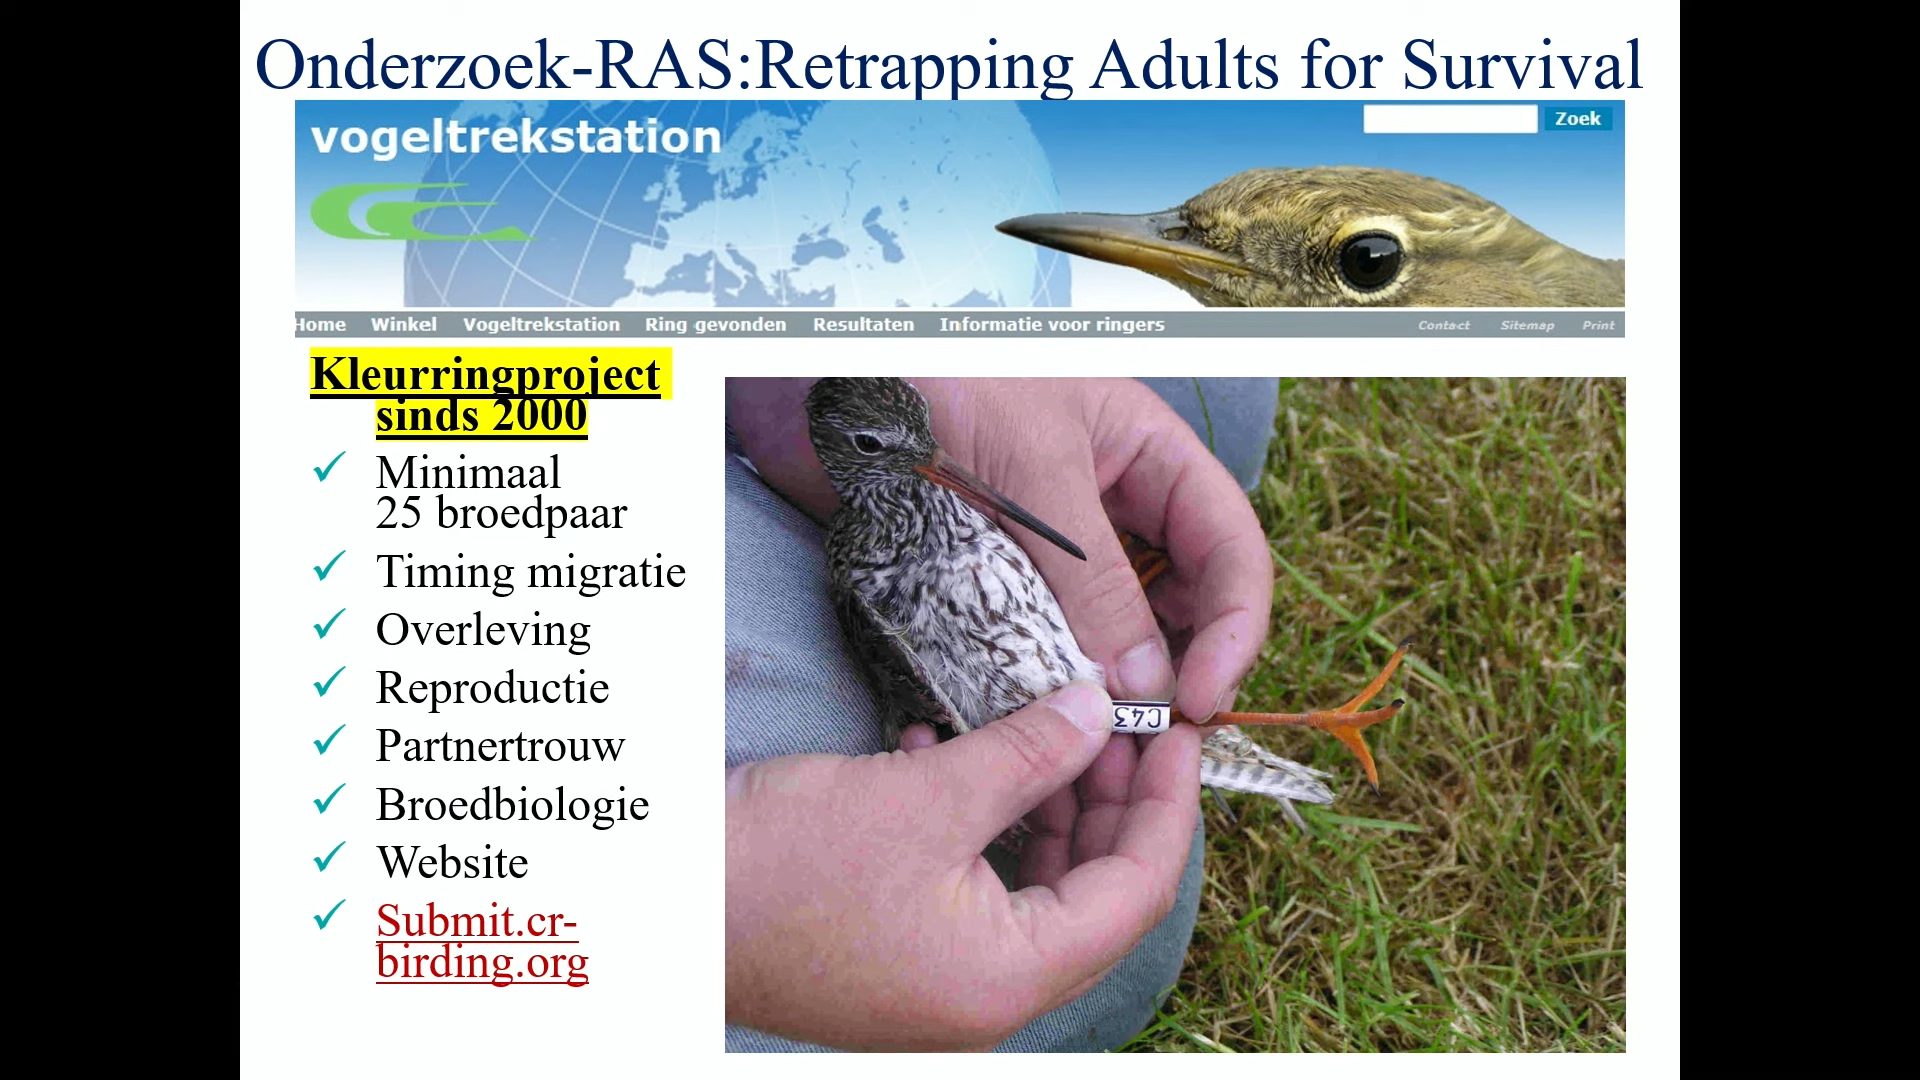 Onderzoek-RAS:Retrapping Adults for Survival
vogeltrekstation
Zoek
Home Winkel Vogeltrekstation Ring gevonden Resultaten Informatie voor ringers Contact Sitemap Print
Kleurringproject
sinds 2000
Minimaal
25 broedpaar
Timing migratie
Overleving
Reproductie
Partnertrouw
Broedbiologie
Website
Submit.cr-
birding.org
C43